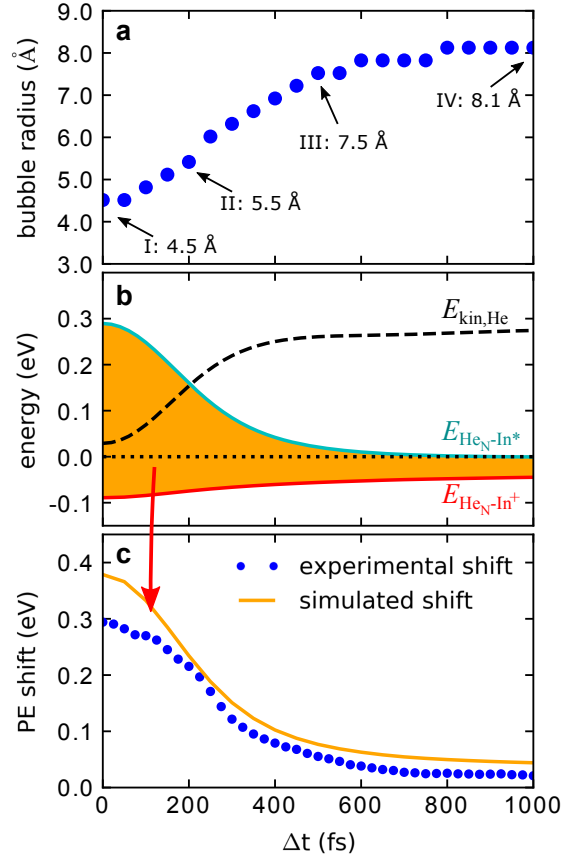 a
bubble radius (Å)
8.0
7.0
6.0
5.0
4.0
3.0
I: 4.5 Å
II: 5.5 Å
III: 7.5 Å
IV: 8.1 Å
b
energy (eV)
0.3
0.2
0.1
0.0
-0.1
E_kin,He
E_He_N-In*
E_He_N-In⁺
c
PE shift (eV)
0.4
0.3
0.2
0.1
0.0
experimental shift
simulated shift
0 200 400 600 800 1000
Δt (fs)